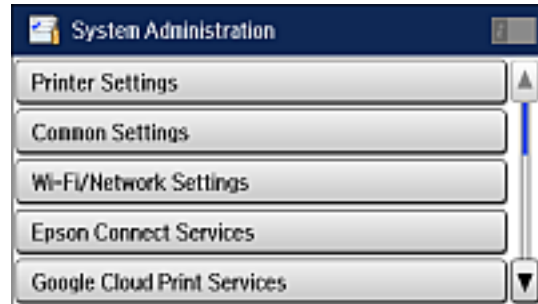 System Administration
Printer Settings
Common Settings
Wi-Fi/Network Settings
Epson Connect Services
Google Cloud Print Services